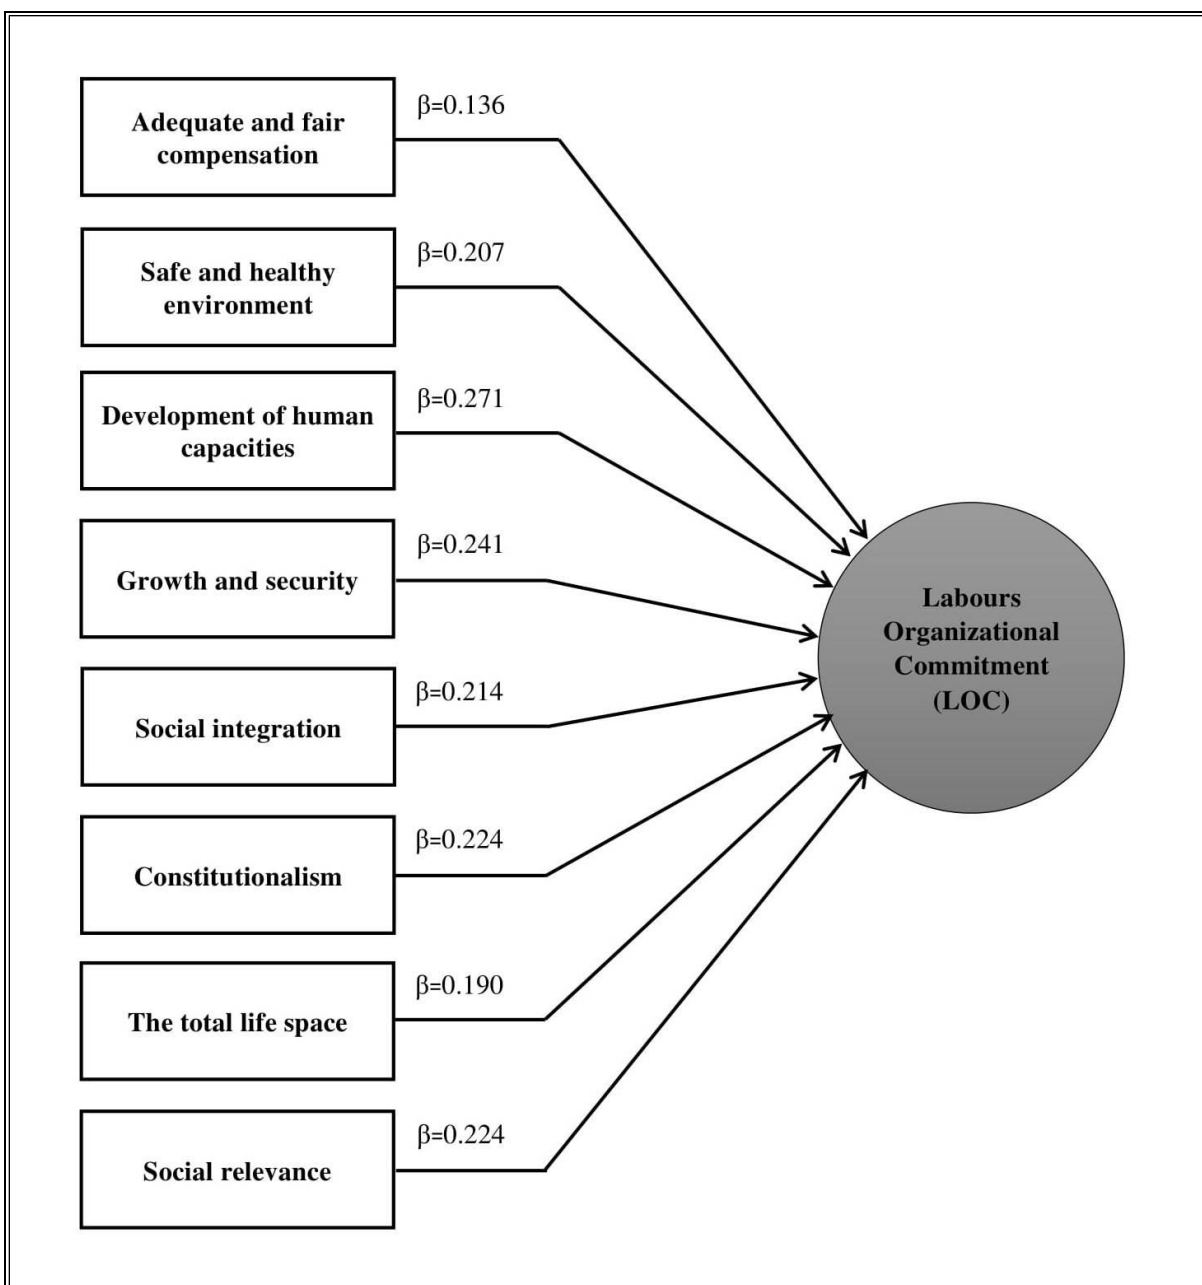 β=0.136
Adequate and fair
compensation
β=0.207
Safe and healthy
environment
β=0.271
Development of human
capacities
β=0.241
Growth and security
β=0.214
Social integration
β=0.224
Constitutionalism
β=0.190
The total life space
β=0.224
Social relevance
Labours
Organizational
Commitment
(LOC)